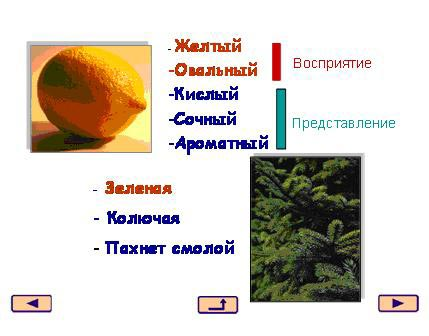 - Желтый
-Овальный
-Кислый
-Сочный
-Ароматный
Восприятие
Представление
- Зеленая
- Колючая
- Пахнет смолой